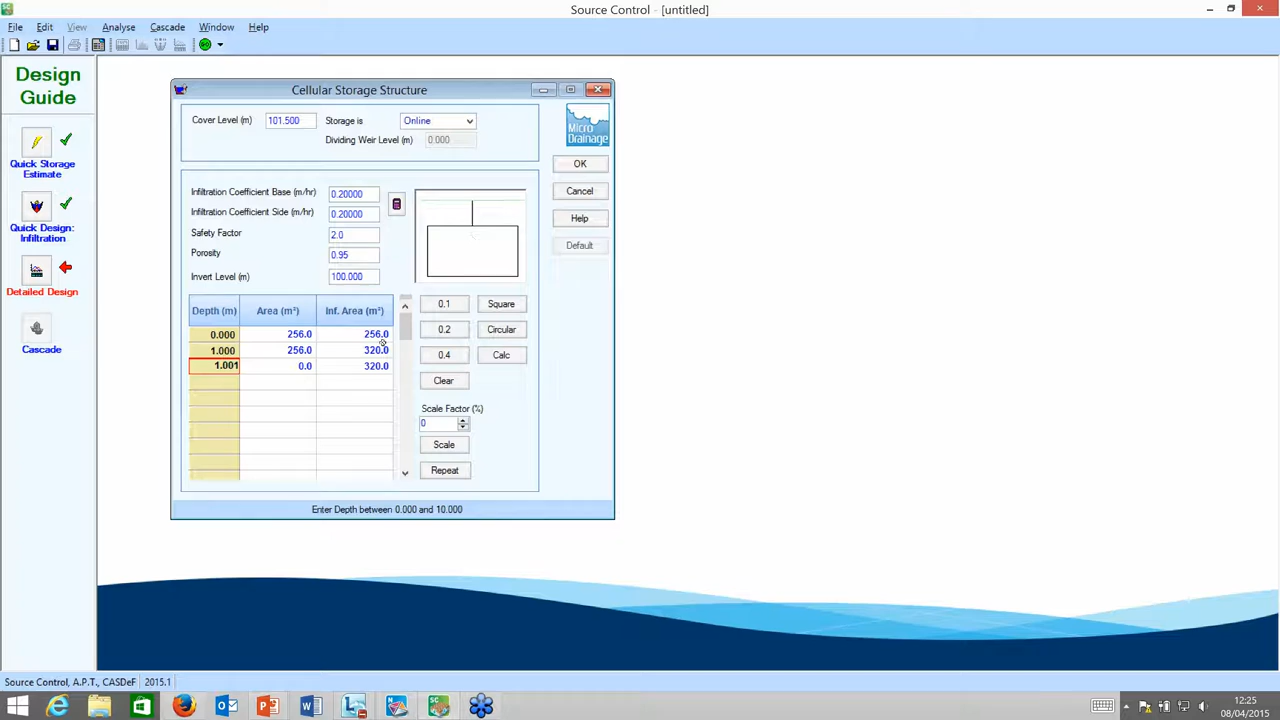 Source Control - [untitled]
File Edit View Analyse Cascade Window Help
Design
Guide
Quick Storage
Estimate
Quick Design:
Infiltration
Detailed Design
Cascade
Cellular Storage Structure
Cover Level (m) 101.500 Storage is Online
Dividing Weir Level (m) 0.000
Micro
Drainage
OK
Cancel
Help
Default
Infiltration Coefficient Base (m/hr) 0.20000
Infiltration Coefficient Side (m/hr) 0.20000
Safety Factor 2.0
Porosity 0.95
Invert Level (m) 100.000
Depth (m) Area (m²) Inf. Area (m²)
0.000 256.0 256.0
1.000 256.0 320.0
1.001 0.0 320.0
0.1 Square
0.2 Circular
0.4 Calc
Clear
Scale Factor (%)
0
Scale
Repeat
Enter Depth between 0.000 and 10.000
Source Control, A.P.T., CASDeF 2015.1
12:25
08/04/2015